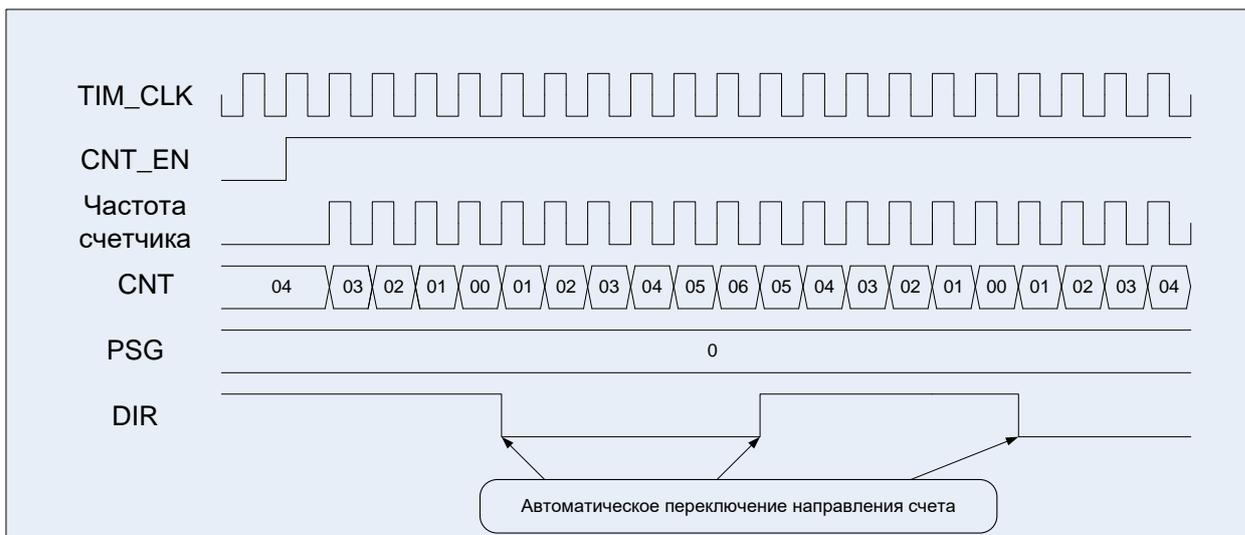 TIM_CLK
CNT_EN
Частота
счетчика
CNT
04 03 02 01 00 01 02 03 04 05 06 05 04 03 02 01 00 01 02 03 04
PSG
0
DIR
Автоматическое переключение направления счета